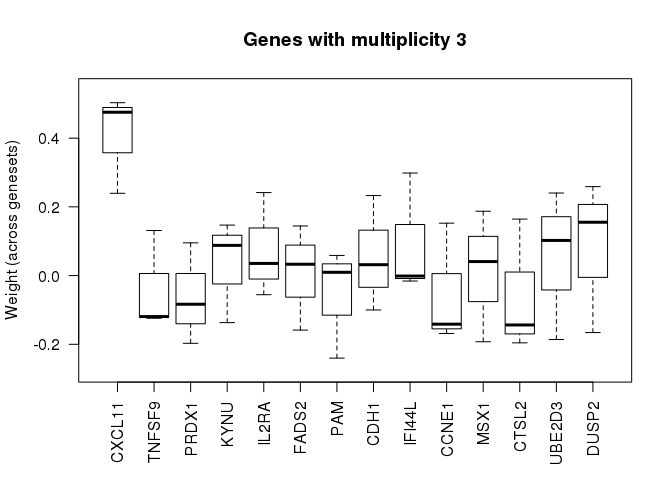 Genes with multiplicity 3
Weight (across genesets)
0.4
0.2
0.0
-0.2
CXCL11
TNFSF9
PRDX1
KYNU
IL2RA
FADS2
PAM
CDH1
IFI44L
CCNE1
MSX1
CTSL2
UBE2D3
DUSP2